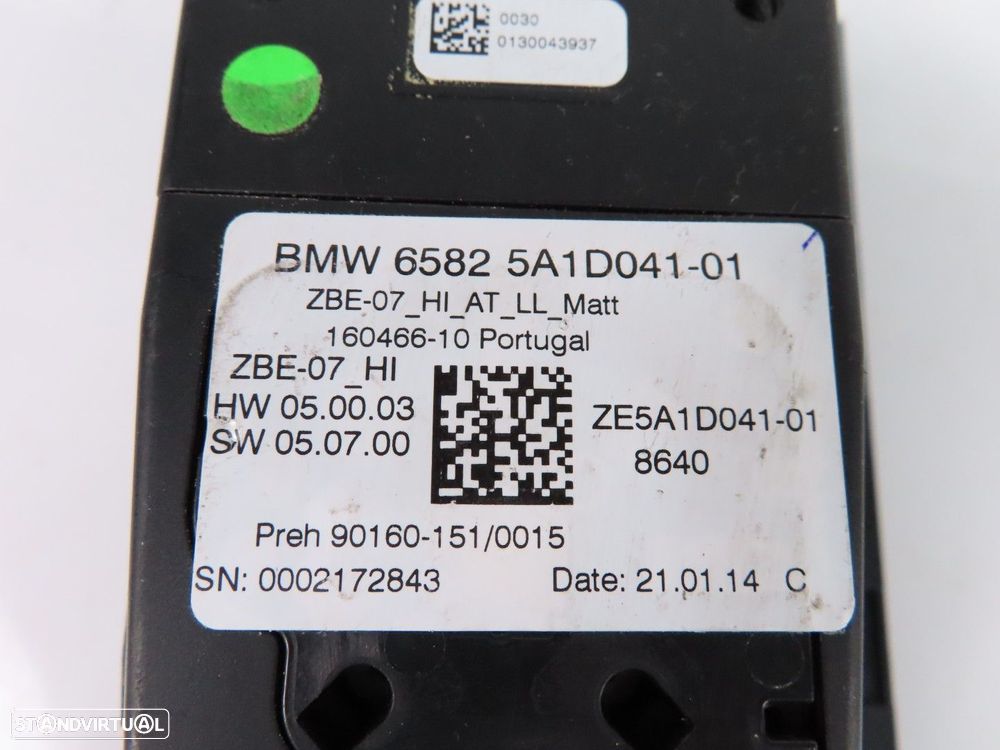 0030
0130043937
BMW 6582 5A1D041-01
ZBE-07_HI_AT_LL_Matt
160466-10 Portugal
ZBE-07_HI
HW 05.00.03
SW 05.07.00
ZE5A1D041-01
8640
Preh 90160-151/0015
SN: 0002172843 Date: 21.01.14 C
STANDVIRTUAL